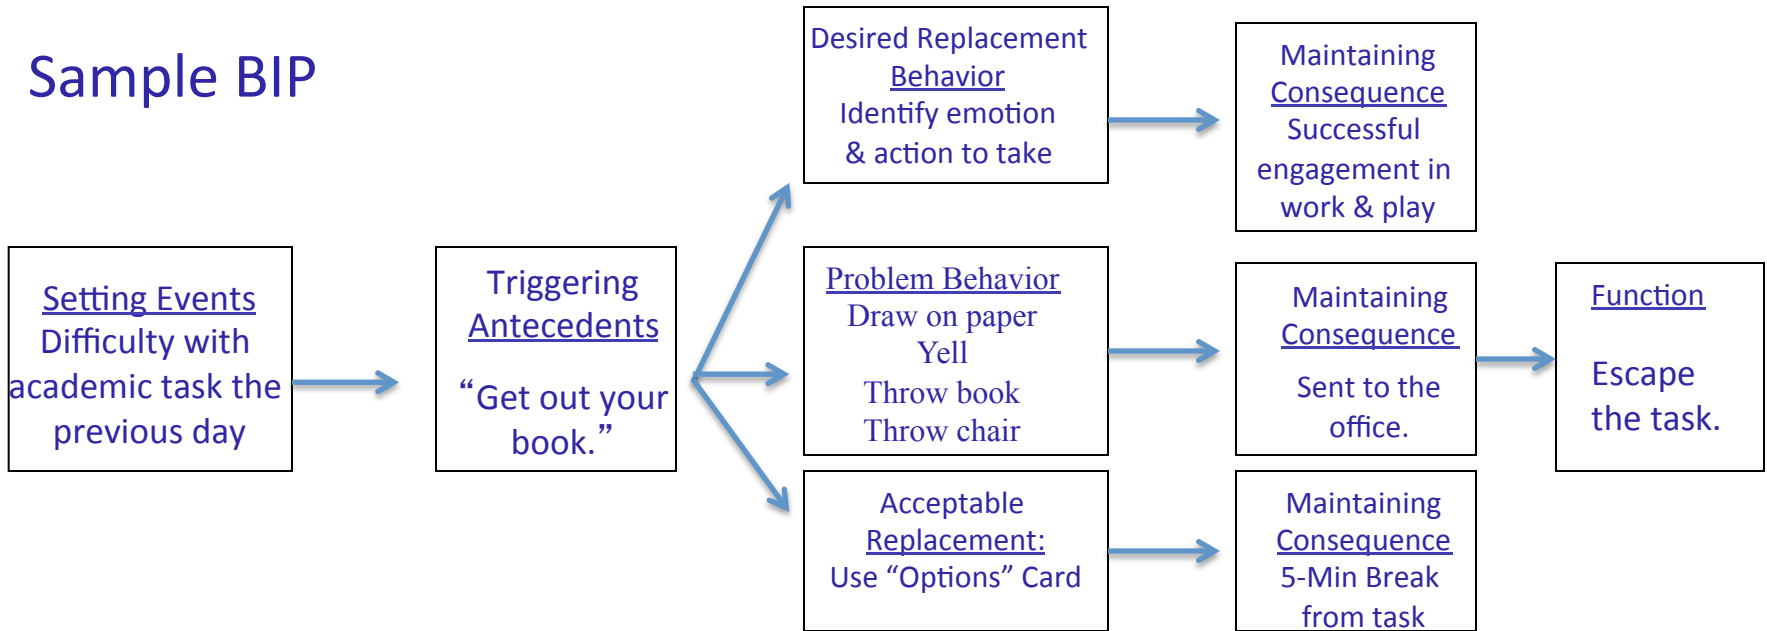 Sample BIP
Setting Events
Difficulty with
academic task the
previous day
Triggering
Antecedents
“Get out your
book.”
Desired Replacement
Behavior
Identify emotion
& action to take
Maintaining
Consequence
Successful
engagement in
work & play
Problem Behavior
Draw on paper
Yell
Throw book
Throw chair
Maintaining
Consequence
Sent to the
office.
Function
Escape
the task.
Acceptable
Replacement:
Use “Options” Card
Maintaining
Consequence
5-Min Break
from task